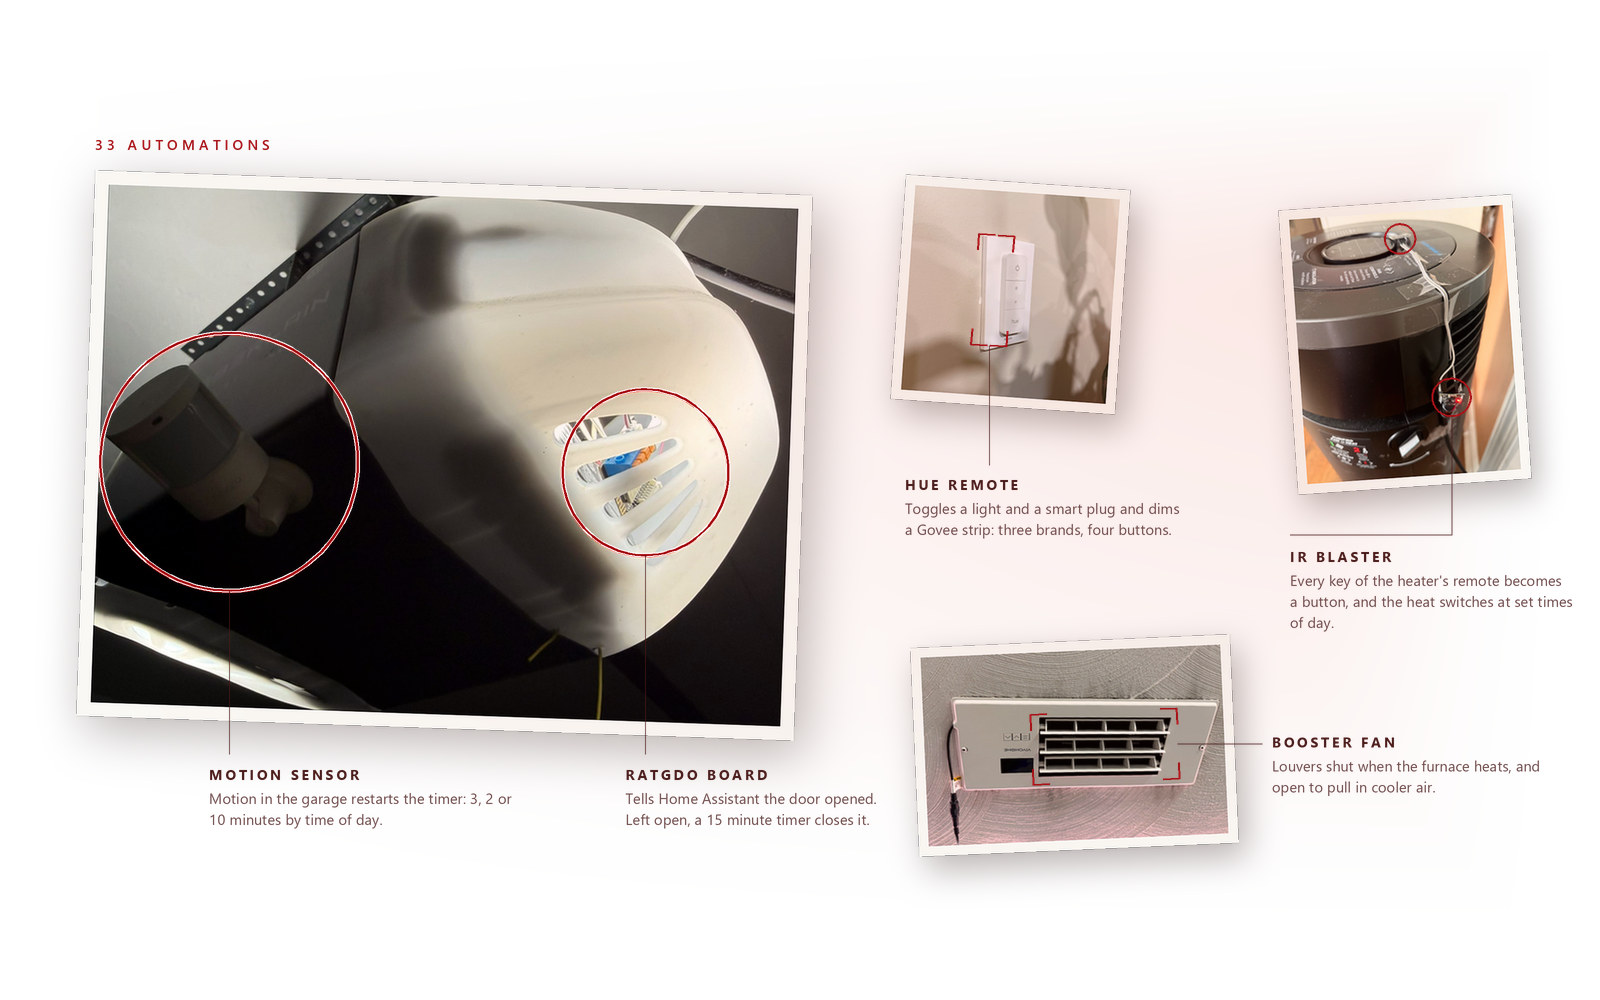 33 AUTOMATIONS
MOTION SENSOR
Motion in the garage restarts the timer: 3, 2 or
10 minutes by time of day.
RATGDO BOARD
Tells Home Assistant the door opened.
Left open, a 15 minute timer closes it.
HUE REMOTE
Toggles a light and a smart plug and dims
a Govee strip: three brands, four buttons.
IR BLASTER
Every key of the heater's remote becomes
a button, and the heat switches at set times
of day.
BOOSTER FAN
Louvers shut when the furnace heats, and
open to pull in cooler air.